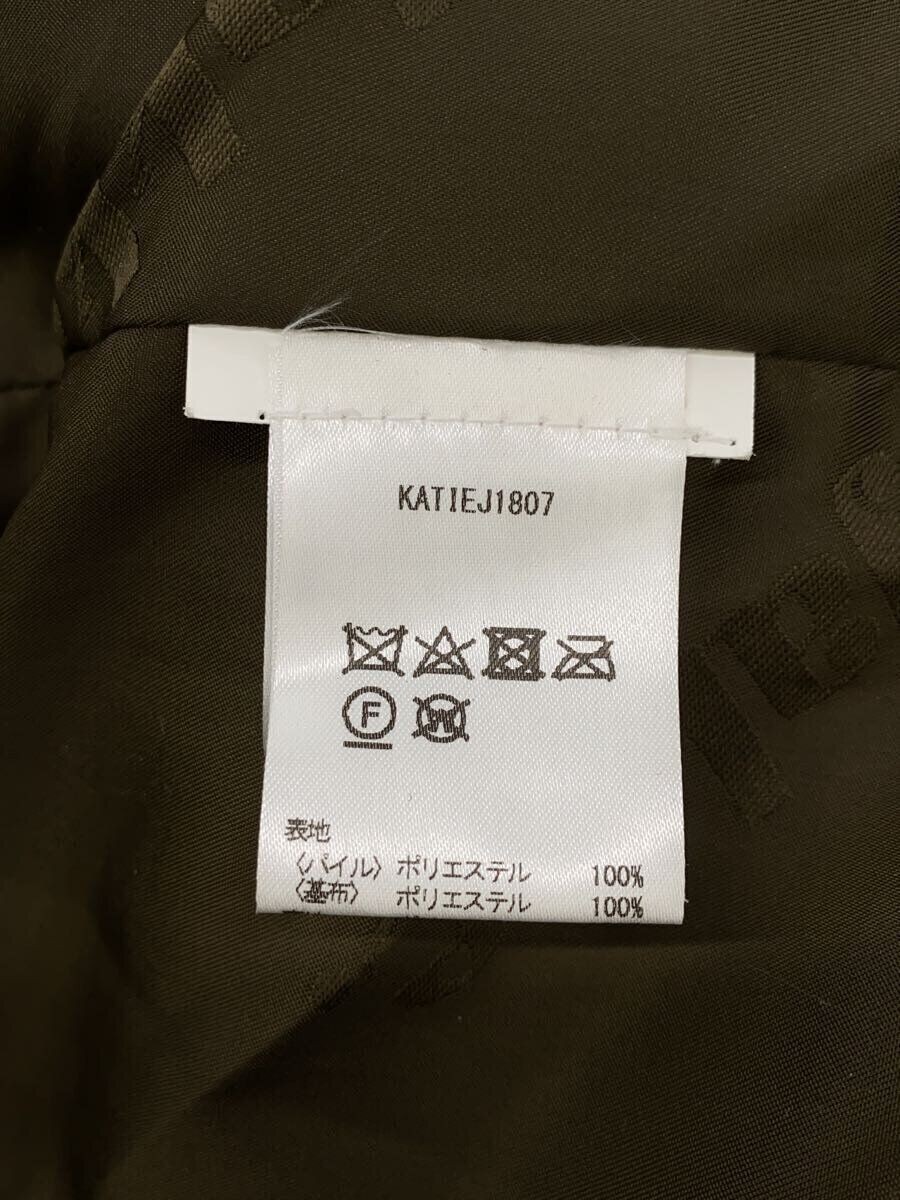 KATIEJ1807
F
W
表地
〈パイル〉 ポリエステル 100%
〈基布〉 ポリエステル 100%